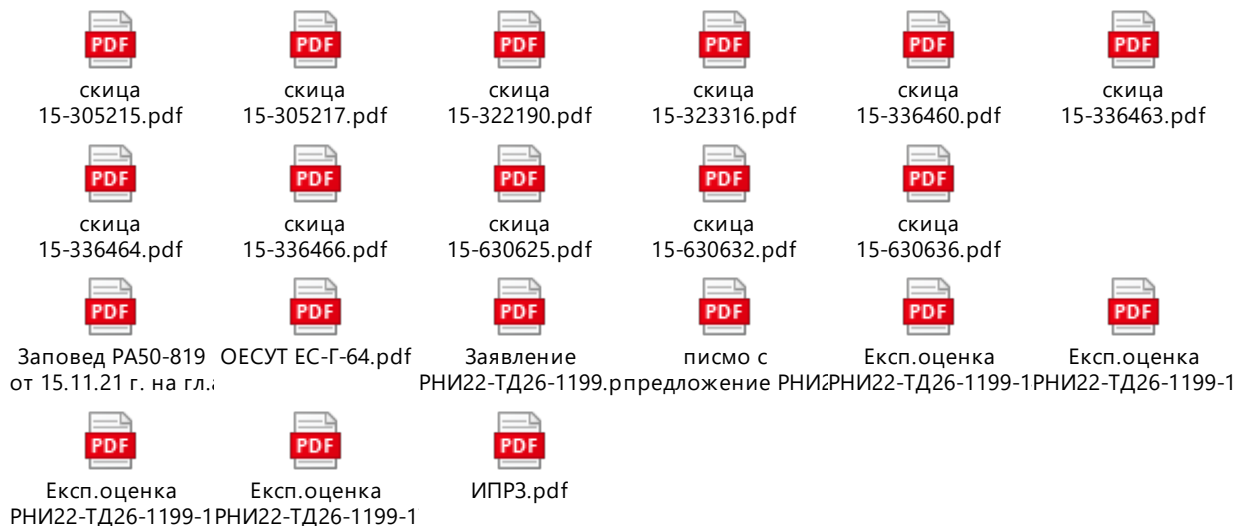 PDF PDF PDF PDF PDF PDF
скица скица скица скица скица скица
15-305215.pdf 15-305217.pdf 15-322190.pdf 15-323316.pdf 15-336460.pdf 15-336463.pdf
PDF PDF PDF PDF PDF
скица скица скица скица скица
15-336464.pdf 15-336466.pdf 15-630625.pdf 15-630632.pdf 15-630636.pdf
PDF PDF PDF PDF PDF PDF
Заповед РА50-819 ОЕСУТ ЕС-Г-64.pdf Заявление писмо с Експ.оценка Експ.оценка
от 15.11.21 г. на гл. РНИ22-ТД26-1199.p предложение РНИ2 РНИ22-ТД26-1199-1 РНИ22-ТД26-1199-1
PDF PDF PDF
Експ.оценка Експ.оценка ИПРЗ.pdf
РНИ22-ТД26-1199-1 РНИ22-ТД26-1199-1